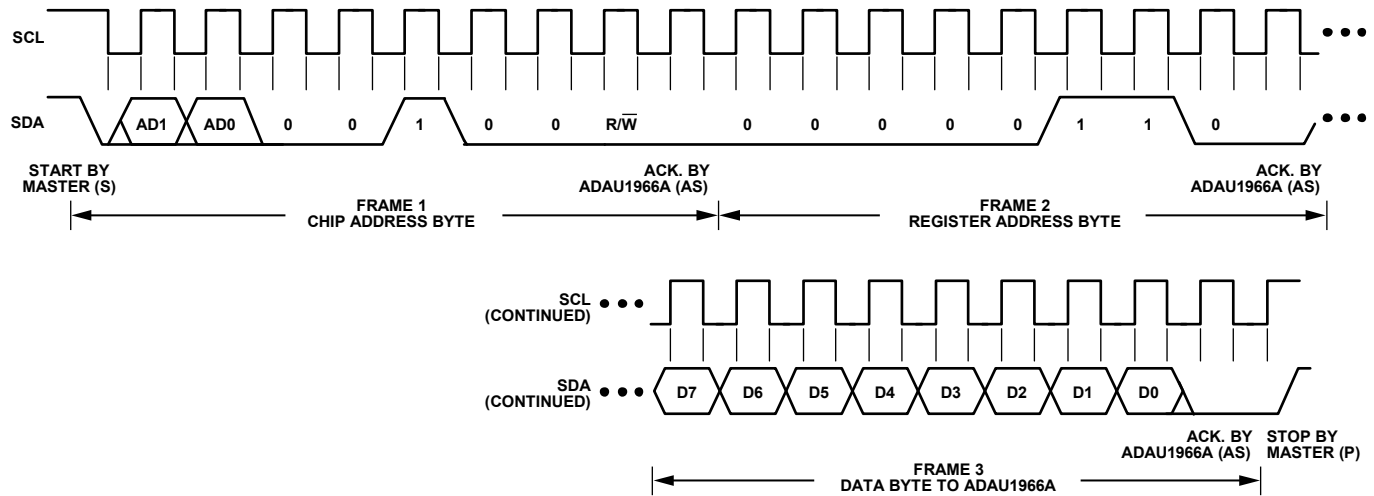 SCL
SDA
AD1 AD0 0 0 1 0 0 R/W̅ 0 0 0 0 0 1 1 0
START BY
MASTER (S)
ACK. BY
ADAU1966A (AS)
ACK. BY
ADAU1966A (AS)
FRAME 1
CHIP ADDRESS BYTE
FRAME 2
REGISTER ADDRESS BYTE
SCL
(CONTINUED)
SDA
(CONTINUED)
D7 D6 D5 D4 D3 D2 D1 D0
ACK. BY
ADAU1966A (AS)
STOP BY
MASTER (P)
FRAME 3
DATA BYTE TO ADAU1966A